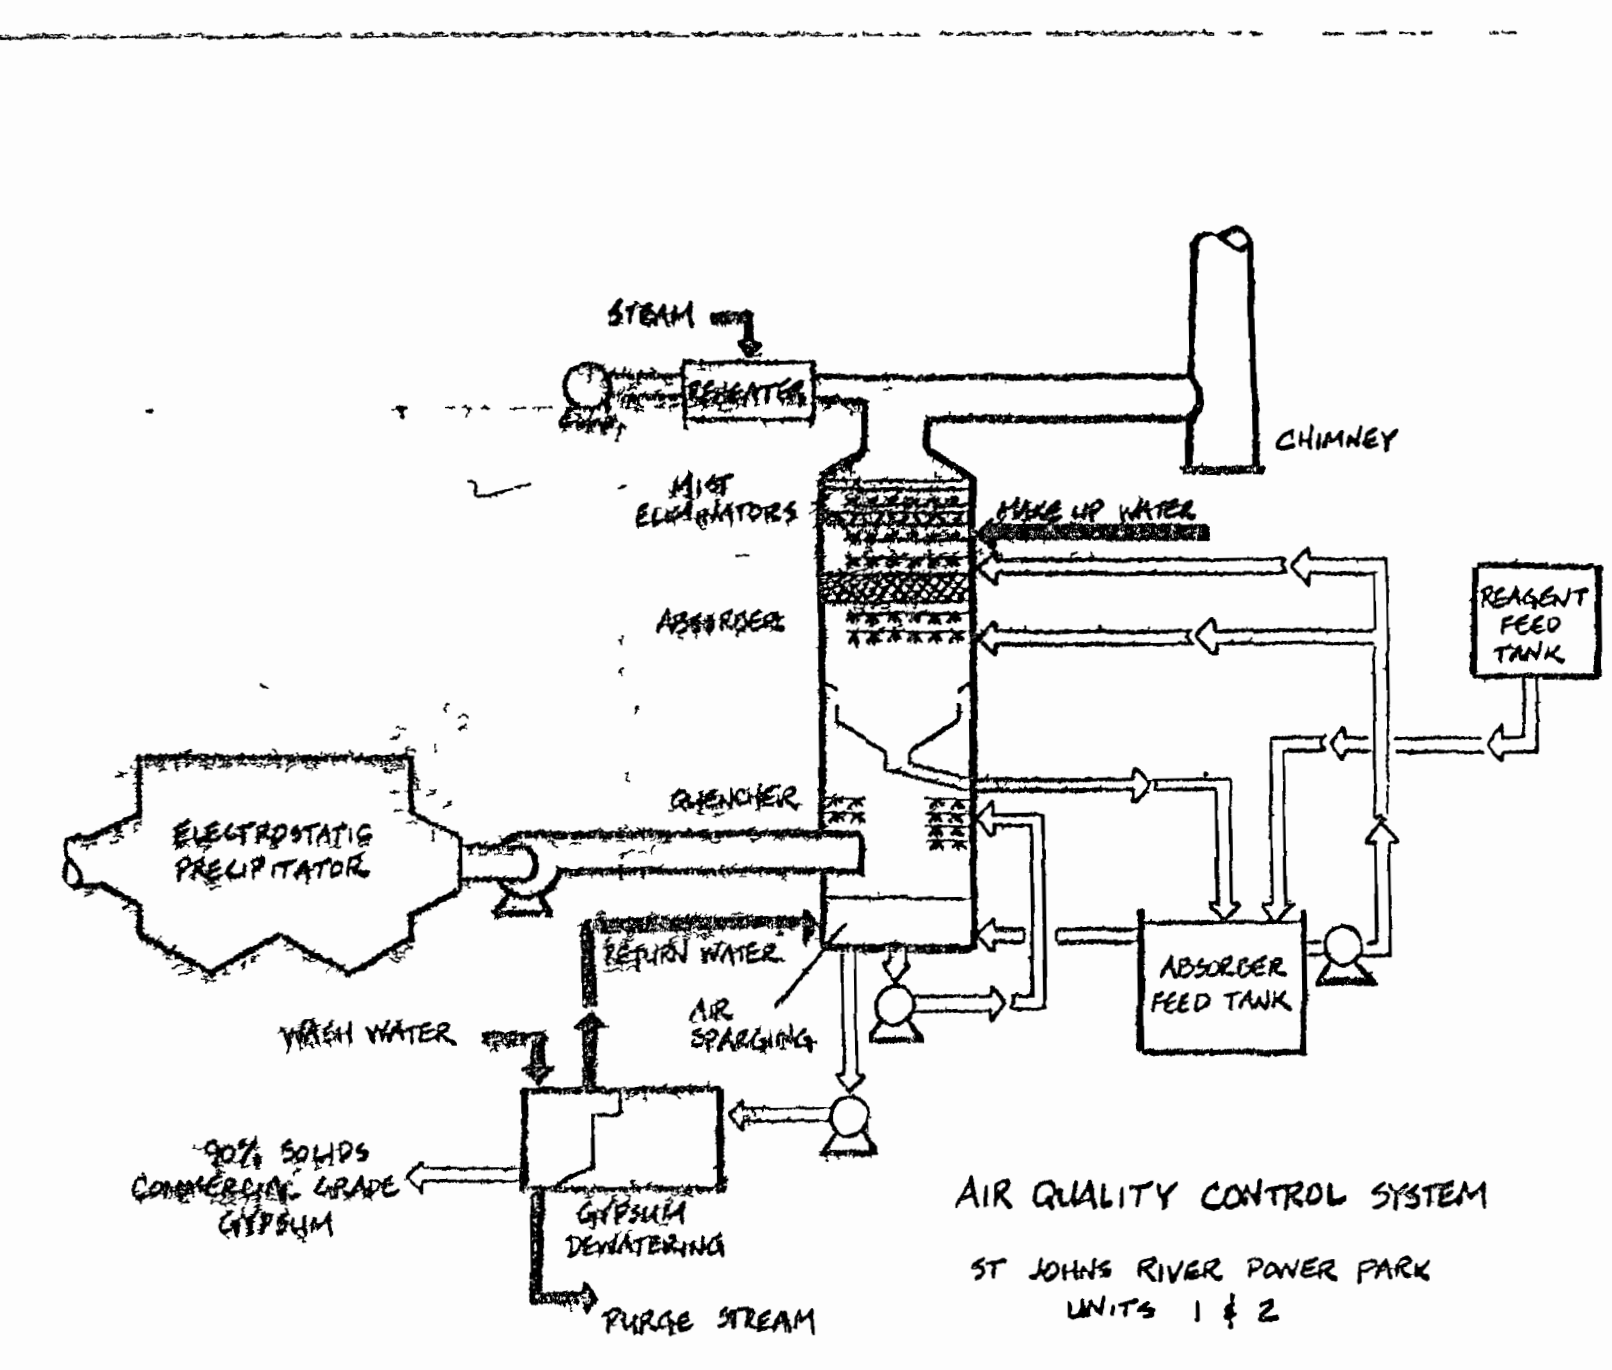 STEAM
REHEATER
CHIMNEY
MIST
ELIMINATORS
MAKE UP WATER
ABSORBER
REAGENT
FEED
TANK
QUENCHER
ELECTROSTATIC
PRECIPITATOR
RETURN WATER
ABSORBER
FEED TANK
AIR
SPARGING
WASH WATER
90% SOLIDS
COMMERCIAL GRADE
GYPSUM
GYPSUM
DEWATERING
PURGE STREAM
AIR QUALITY CONTROL SYSTEM
ST JOHNS RIVER POWER PARK
UNITS 1 & 2